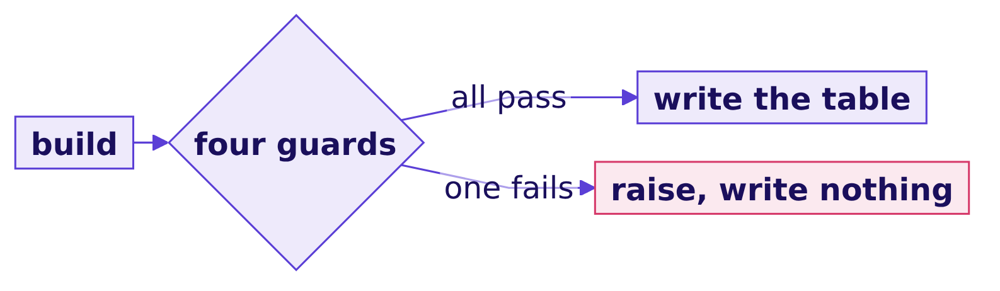 build
four guards
all pass
write the table
one fails
raise, write nothing